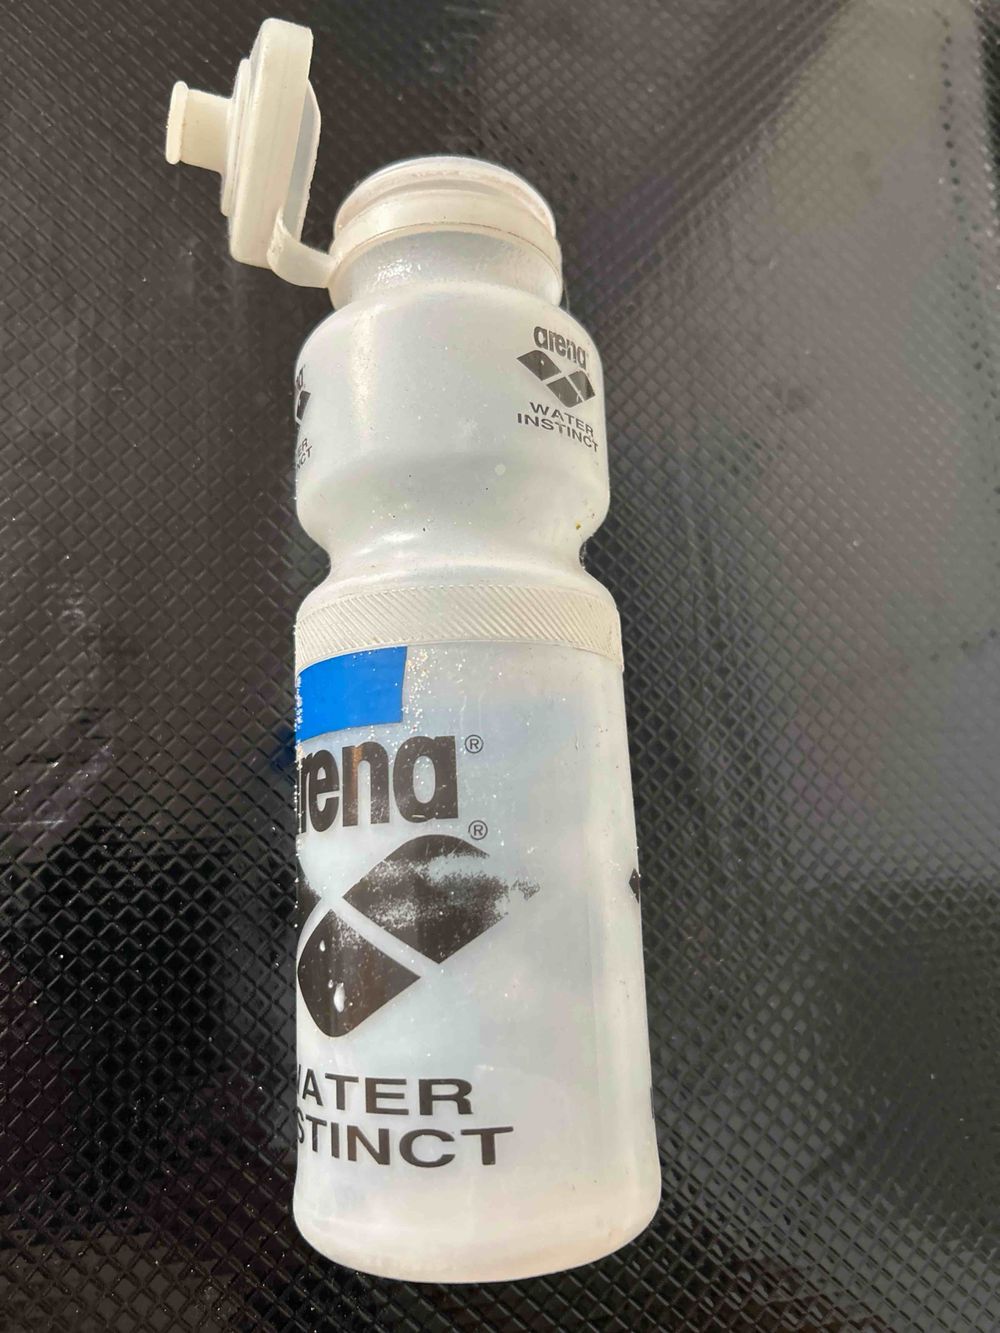 arena
WATER
INSTINCT
rena®
®
ATER
STINCT